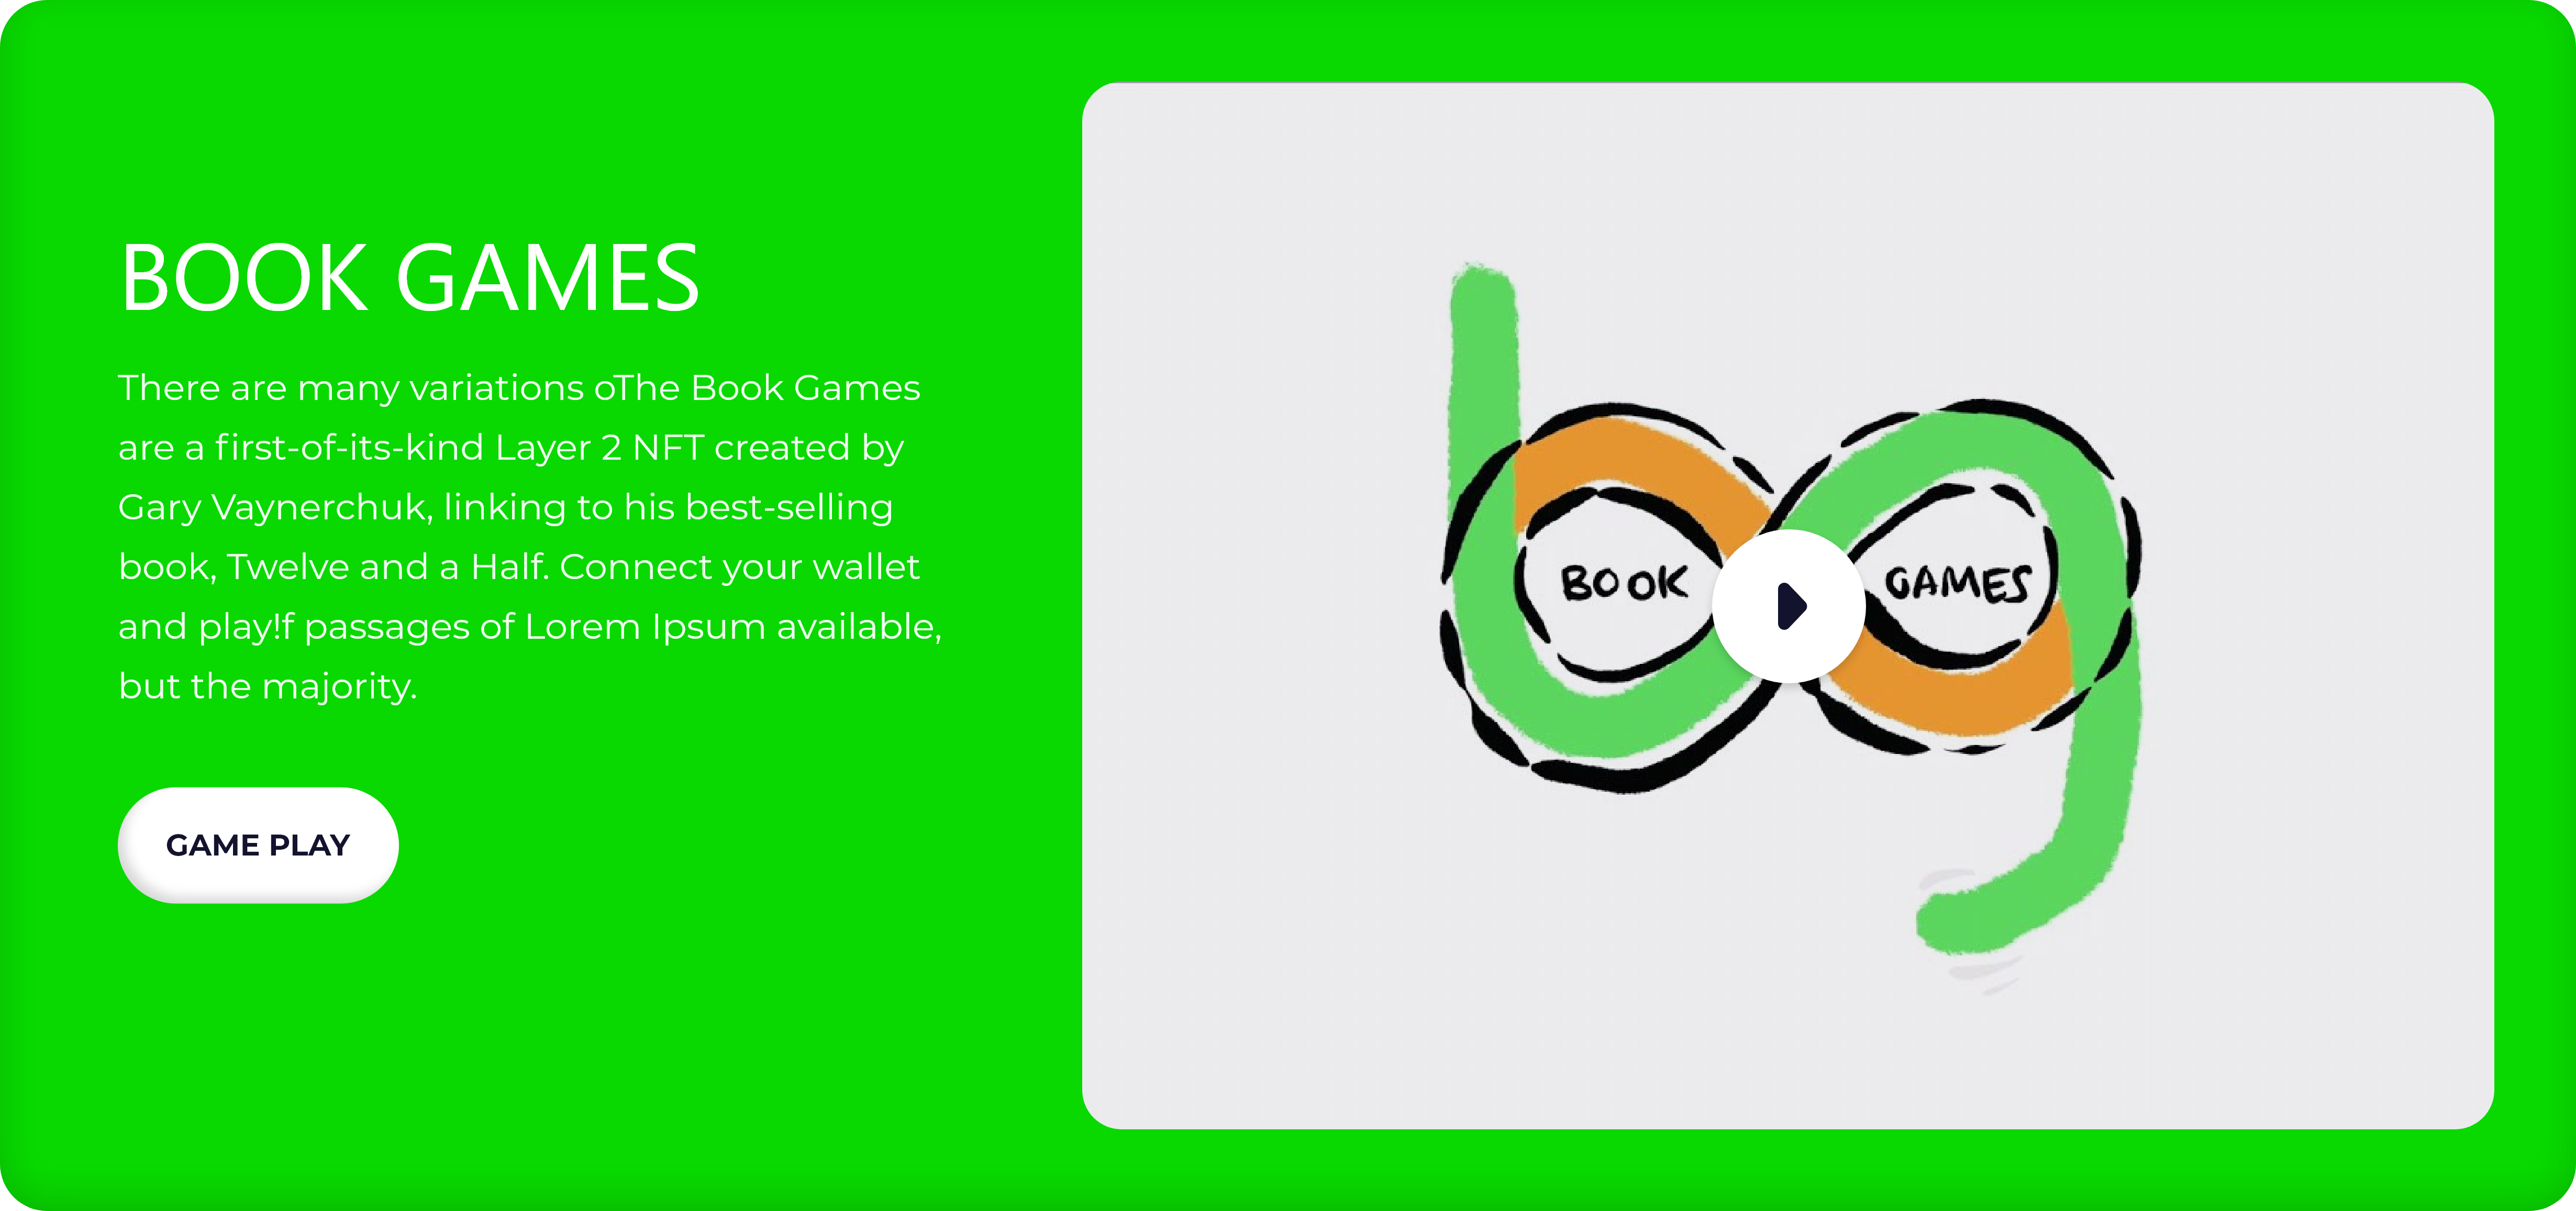 BOOK GAMES
There are many variations oThe Book Games
are a first-of-its-kind Layer 2 NFT created by
Gary Vaynerchuk, linking to his best-selling
book, Twelve and a Half. Connect your wallet
and play!f passages of Lorem Ipsum available,
but the majority.
GAME PLAY
BOOK
GAMES